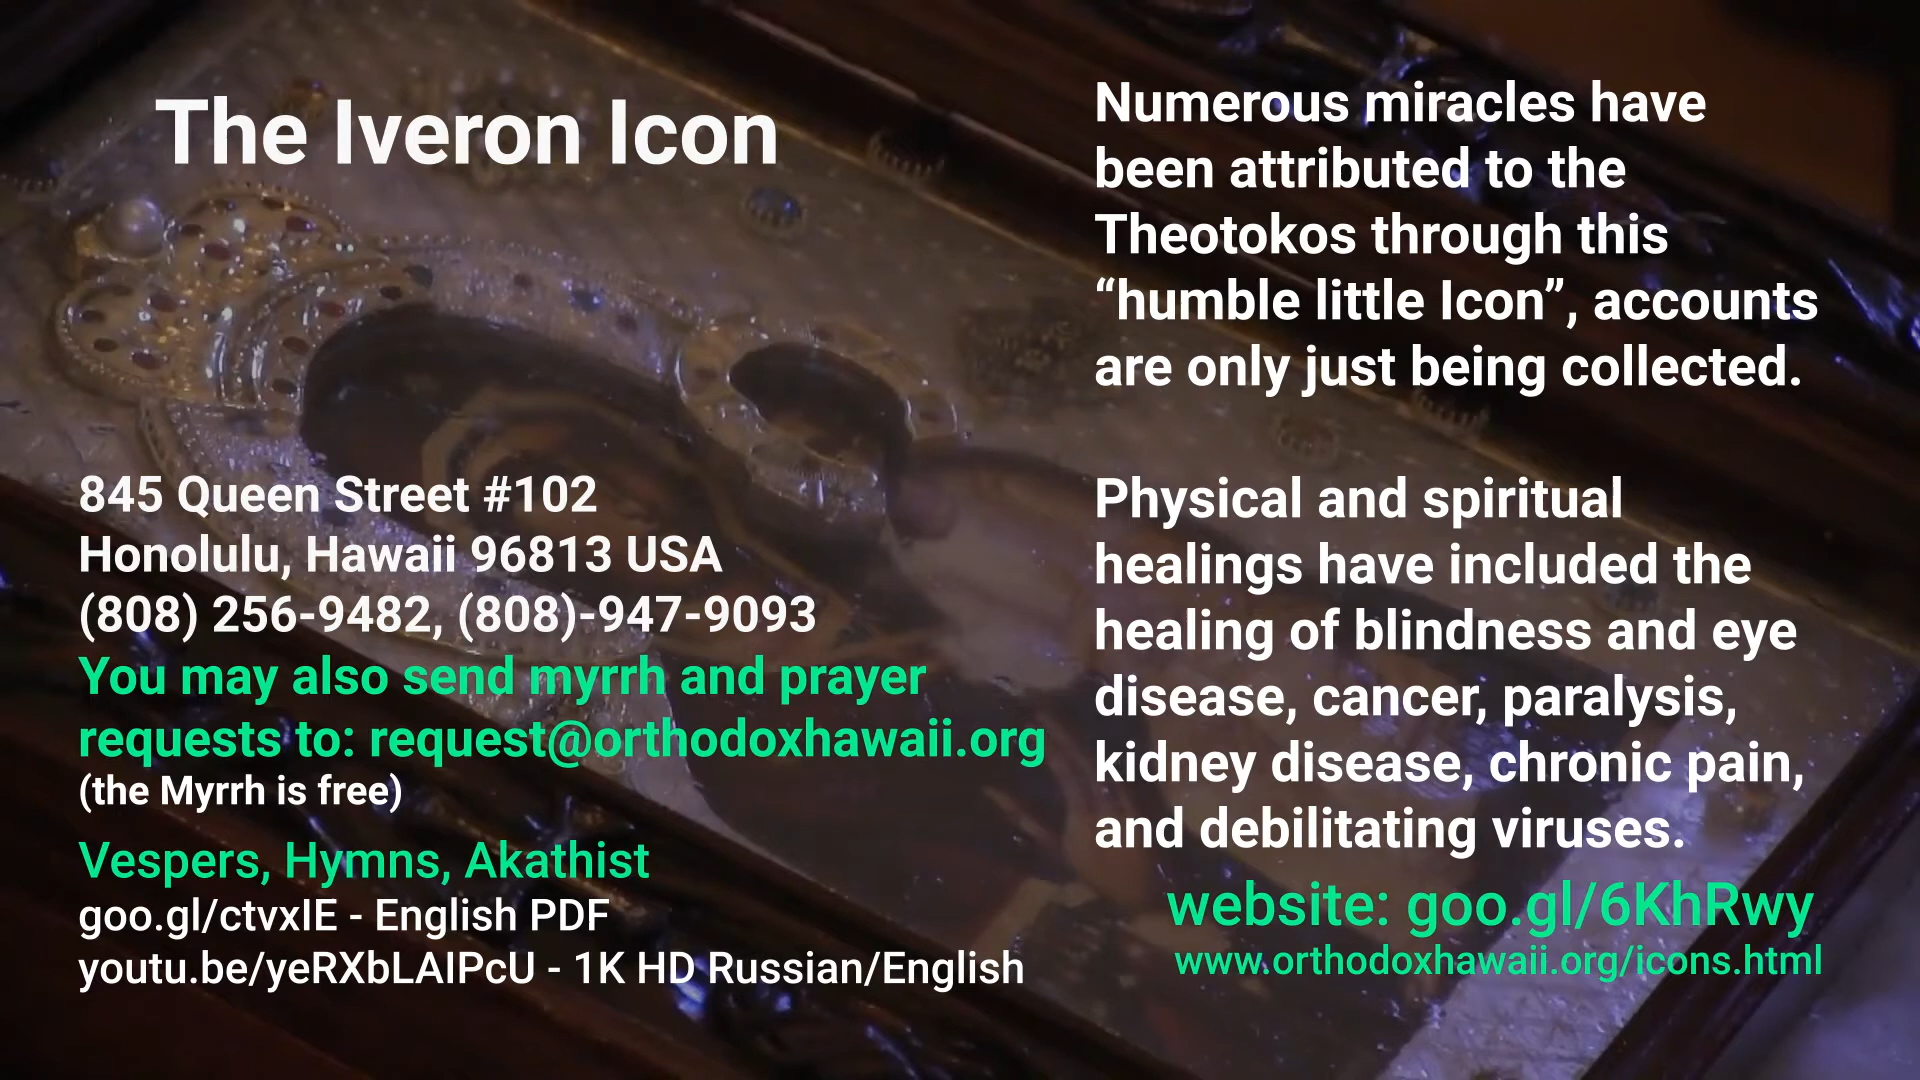 The Iveron Icon
845 Queen Street #102
Honolulu, Hawaii 96813 USA
(808) 256-9482, (808)-947-9093
You may also send myrrh and prayer
requests to: request@orthodoxhawaii.org
(the Myrrh is free)
Vespers, Hymns, Akathist
goo.gl/ctvxIE - English PDF
youtu.be/yeRXbLAIPcU - 1K HD Russian/English
Numerous miracles have
been attributed to the
Theotokos through this
“humble little Icon”, accounts
are only just being collected.
Physical and spiritual
healings have included the
healing of blindness and eye
disease, cancer, paralysis,
kidney disease, chronic pain,
and debilitating viruses.
website: goo.gl/6KhRwy
www.orthodoxhawaii.org/icons.html